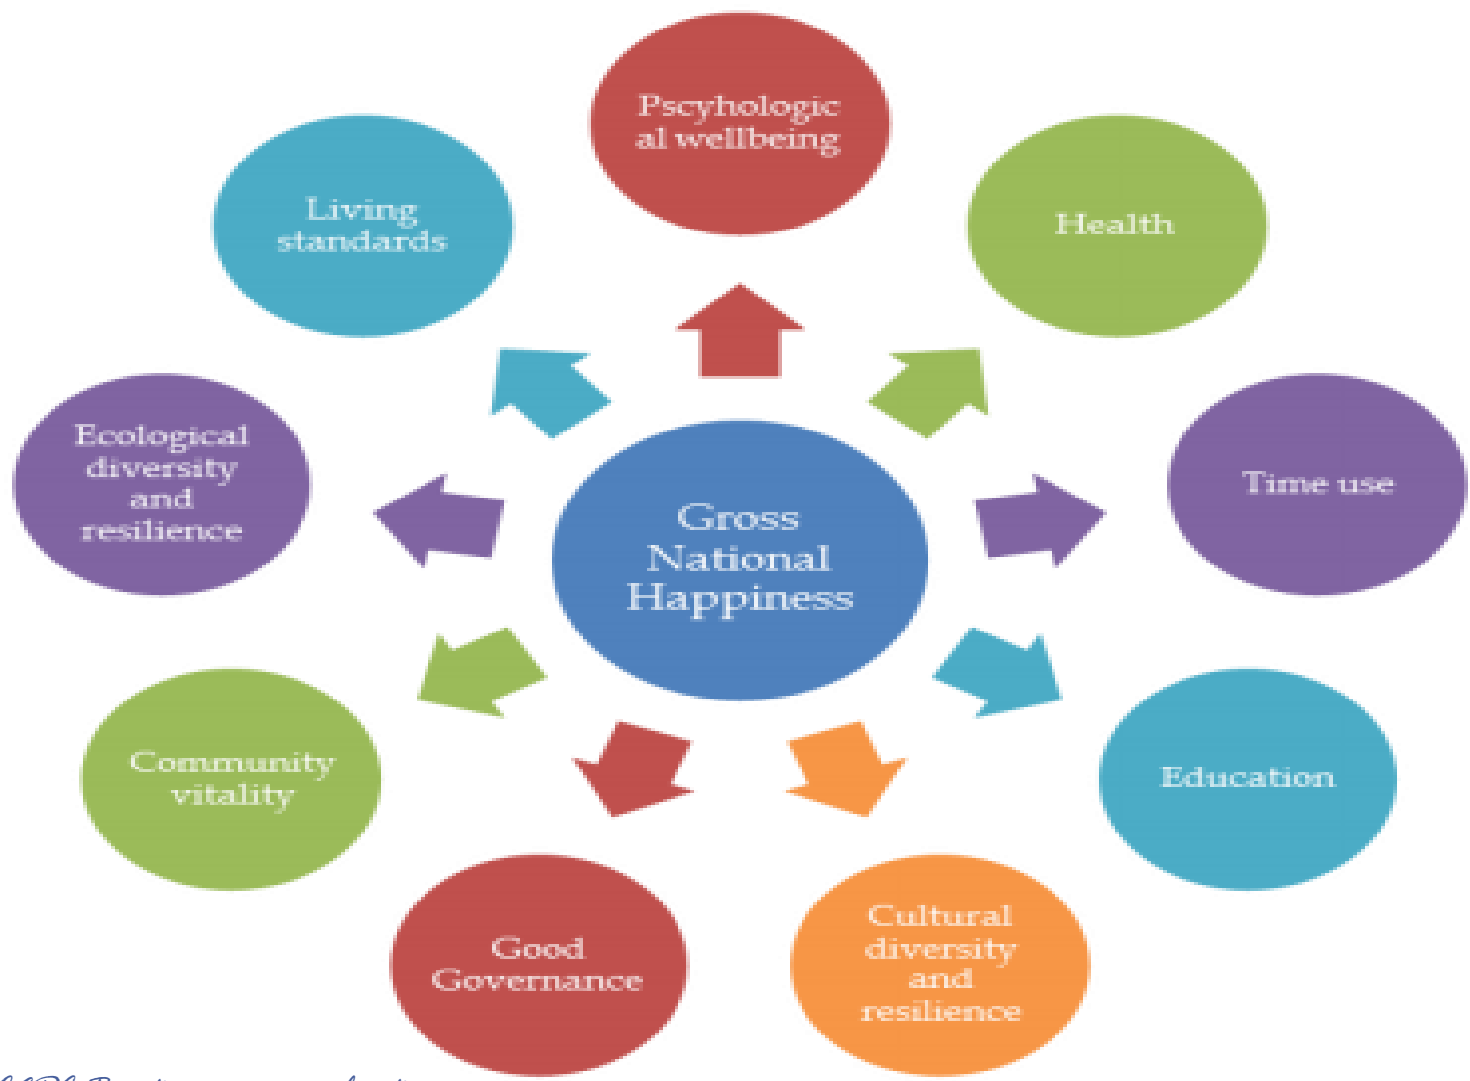 Pscyhologic
al wellbeing
Health
Time use
Education
Cultural
diversity
and
resilience
Good
Governance
Community
vitality
Ecological
diversity
and
resilience
Living
standards
Gross
National
Happiness